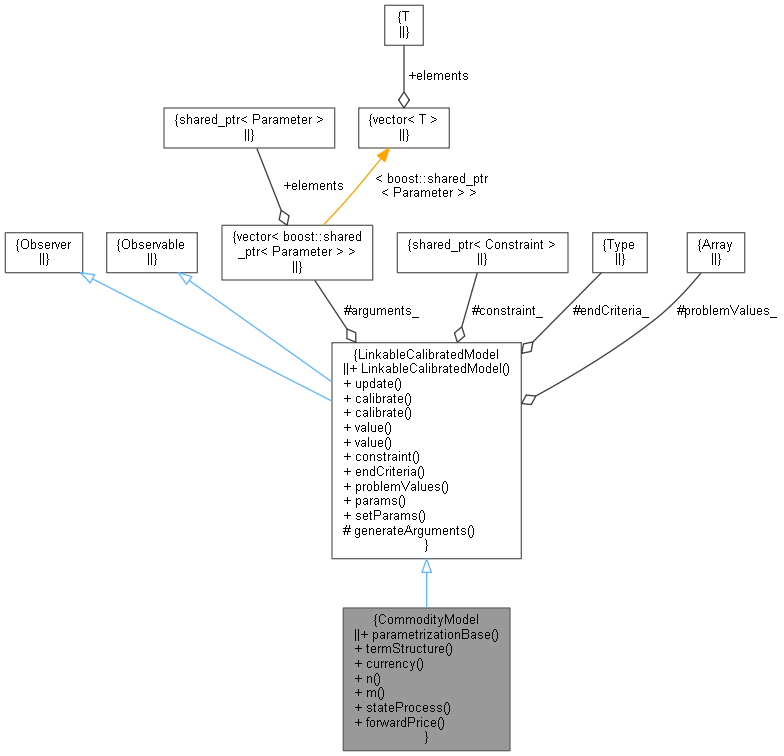 {T
||}
+elements
{shared_ptr< Parameter >
||}
{vector< T >
||}
+elements
< boost::shared_ptr
< Parameter > >
{Observer
||}
{Observable
||}
{vector< boost::shared
_ptr< Parameter > >
||}
{shared_ptr< Constraint >
||}
{Type
||}
{Array
||}
#arguments_
#constraint_
#endCriteria_
#problemValues_
{LinkableCalibratedModel
||+ LinkableCalibratedModel()
+ update()
+ calibrate()
+ calibrate()
+ value()
+ value()
+ constraint()
+ endCriteria()
+ problemValues()
+ params()
+ setParams()
# generateArguments()
}
{CommodityModel
||+ parametrizationBase()
+ termStructure()
+ currency()
+ n()
+ m()
+ stateProcess()
+ forwardPrice()
}